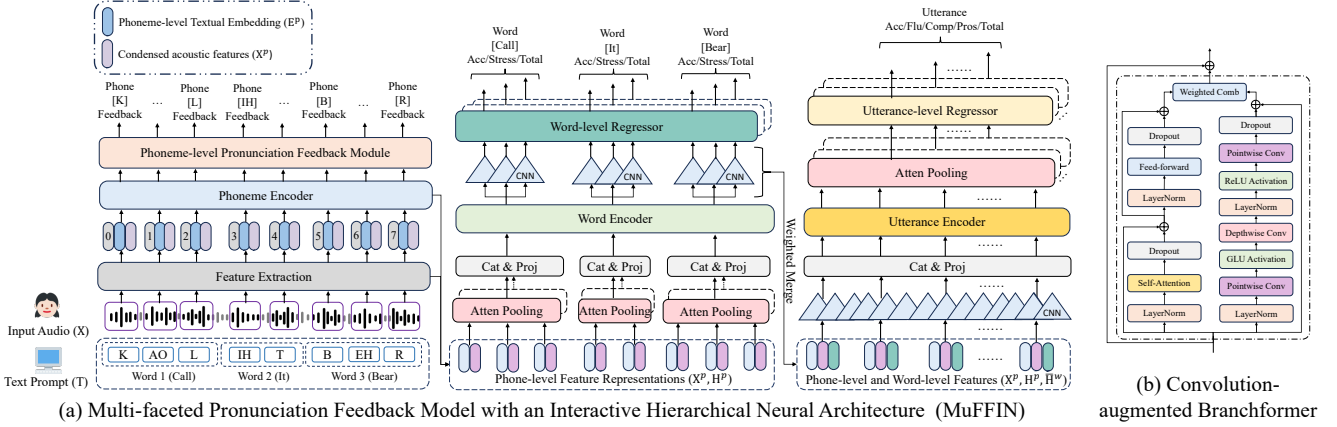 Phoneme-level Textual Embedding (Eᵖ)
Condensed acoustic features (Xᵖ)
Phone [K] Feedback
...
Phone [L] Feedback
Phone [IH] Feedback
...
Phone [B] Feedback
...
Phone [R] Feedback
Phoneme-level Pronunciation Feedback Module
Phoneme Encoder
0 1 2 3 4 5 6 7
Feature Extraction
Input Audio (X)
Text Prompt (T)
K AO L IH T B EH R
Word 1 (Call) Word 2 (It) Word 3 (Bear)
Word [Call] Acc/Stress/Total
Word [It] Acc/Stress/Total
Word [Bear] Acc/Stress/Total
Word-level Regressor
CNN CNN CNN
Word Encoder
Cat & Proj Cat & Proj Cat & Proj
Atten Pooling Atten Pooling Atten Pooling
Phone-level Feature Representations (Xᵖ, Hᵖ)
Weighted Merge
Utterance
Acc/Flu/Comp/Pros/Total
......
Utterance-level Regressor
......
Atten Pooling
......
Utterance Encoder
......
Cat & Proj
......
CNN
......
......
Phone-level and Word-level Features (Xᵖ, Hᵖ, H̄ʷ)
(a) Multi-faceted Pronunciation Feedback Model with an Interactive Hierarchical Neural Architecture (MuFFIN)
Weighted Comb
Dropout
Feed-forward
LayerNorm
Dropout
Self-Attention
LayerNorm
Dropout
Pointwise Conv
ReLU Activation
LayerNorm
Depthwise Conv
GLU Activation
Pointwise Conv
LayerNorm
(b) Convolution-
augmented Branchformer